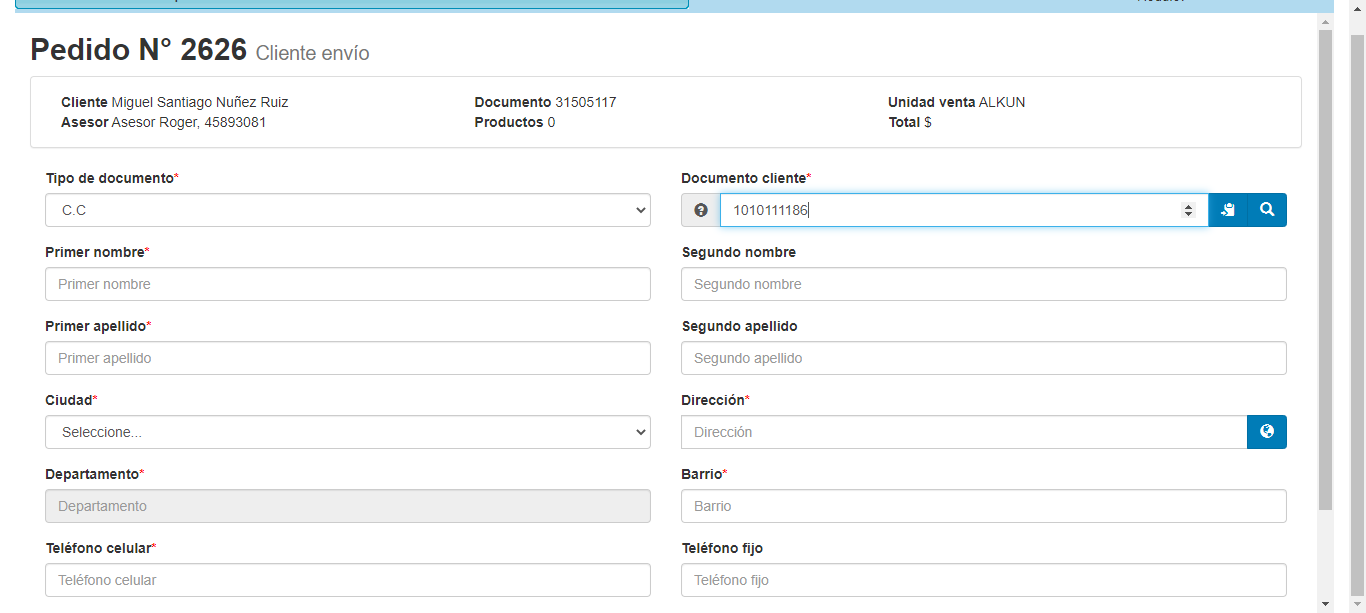 Pedido N° 2626 Cliente envío
Cliente Miguel Santiago Nuñez Ruiz
Asesor Asesor Roger, 45893081
Documento 31505117
Productos 0
Unidad venta ALKUN
Total $
Tipo de documento*
C.C
Documento cliente*
1010111186
Primer nombre*
Primer nombre
Segundo nombre
Segundo nombre
Primer apellido*
Primer apellido
Segundo apellido
Segundo apellido
Ciudad*
Seleccione...
Dirección*
Dirección
Departamento*
Departamento
Barrio*
Barrio
Teléfono celular*
Teléfono celular
Teléfono fijo
Teléfono fijo